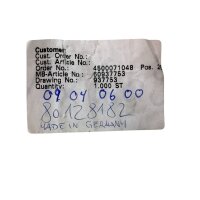 Customer
Cust. Order No.:
Cust. Article No.:
Order No.: 4500071048 Pos. 2
MB-Article No.: 60937753
Drawing No.: 937753
Quantity: 1.000 ST
09 04 06 00
80128182
MADE IN GERMANY